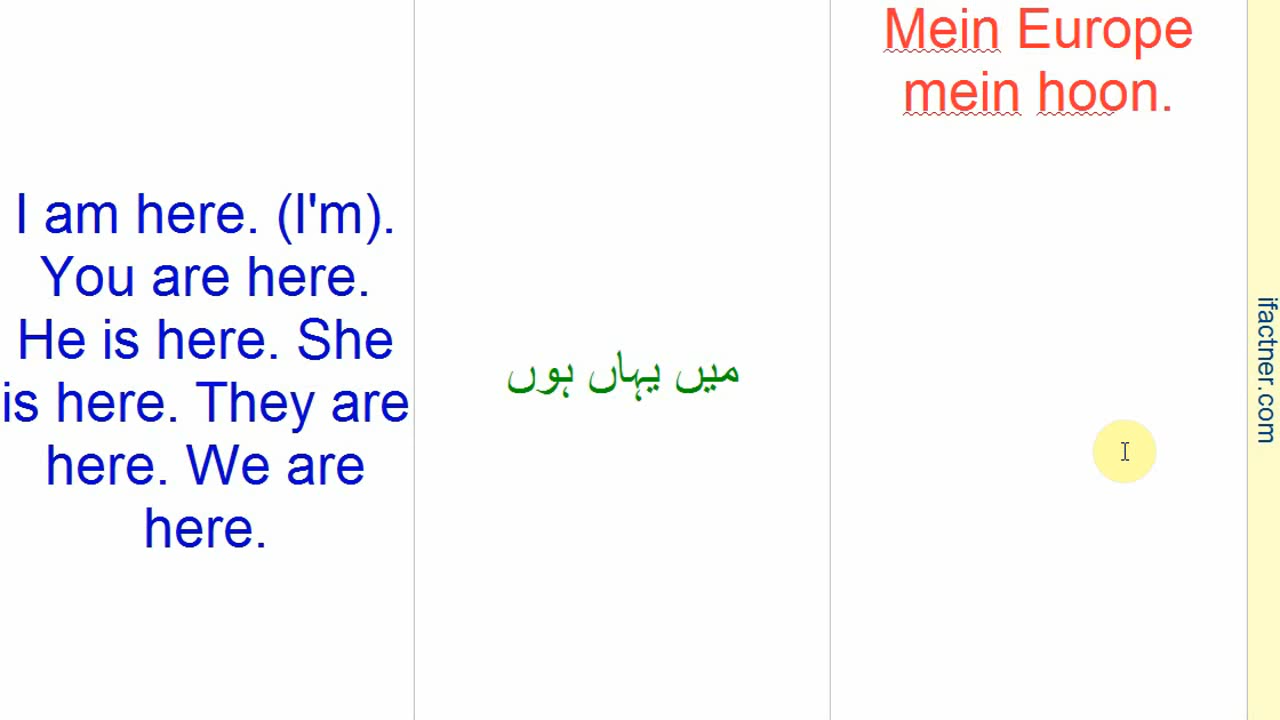 I am here. (I'm).
You are here.
He is here. She
is here. They are
here. We are
here.
میں یہاں ہوں
Mein Europe
mein hoon.
ifactner.com